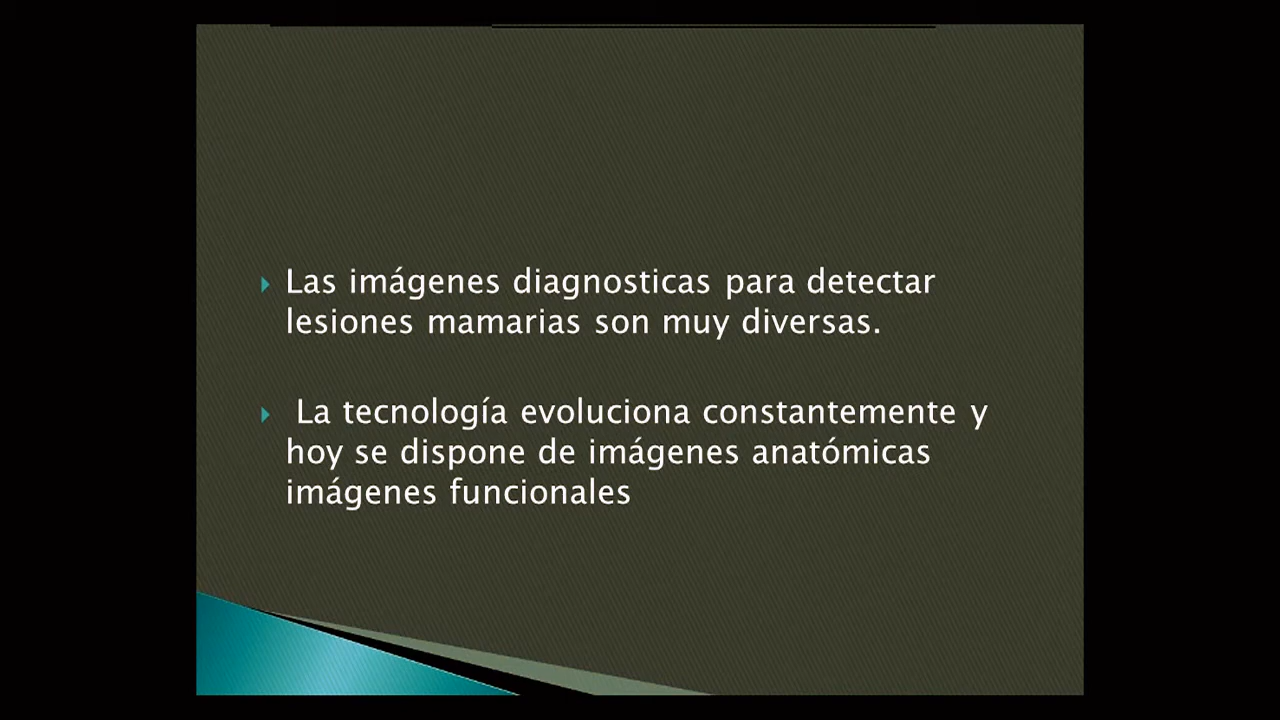 Las imágenes diagnosticas para detectar
lesiones mamarias son muy diversas.
La tecnología evoluciona constantemente y
hoy se dispone de imágenes anatómicas
imágenes funcionales